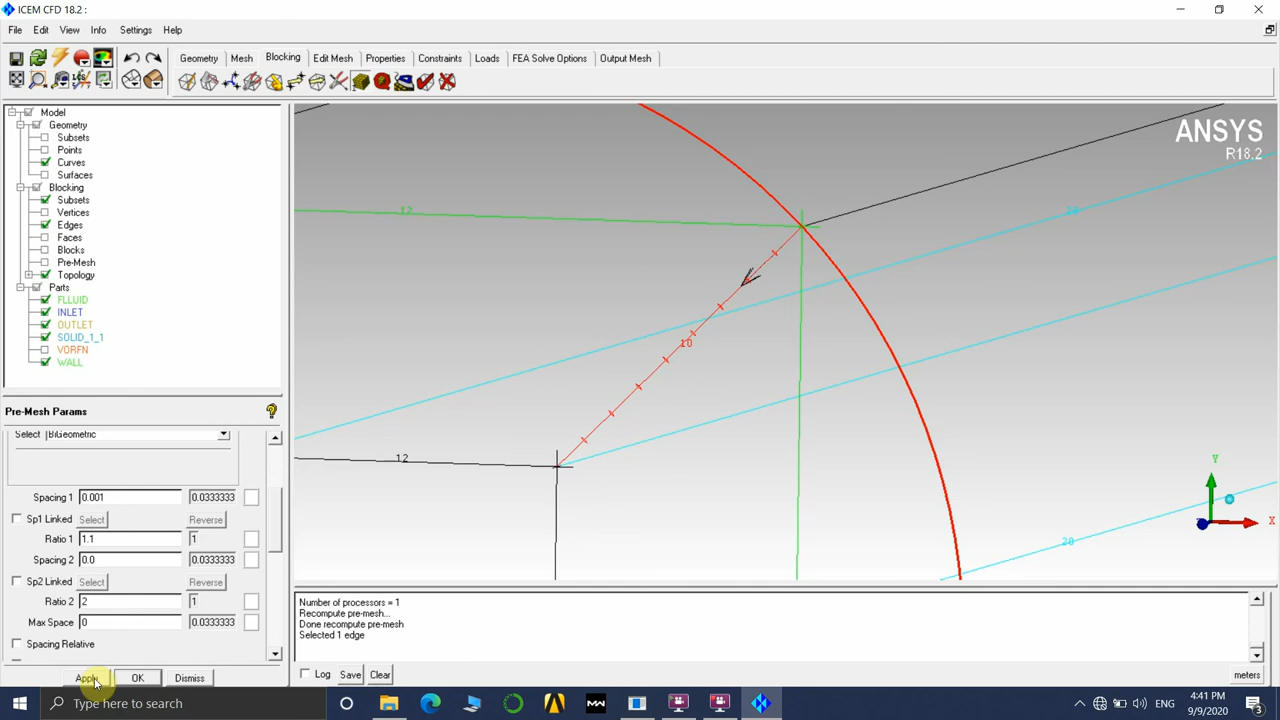 ICEM CFD 18.2 :
File Edit View Info Settings Help
Geometry Mesh Blocking Edit Mesh Properties Constraints Loads FEA Solve Options Output Mesh
Model
Geometry
Subsets
Points
Curves
Surfaces
Blocking
Subsets
Vertices
Edges
Faces
Blocks
Pre-Mesh
Topology
Parts
FLLUID
INLET
OUTLET
SOLID_1_1
VORFN
WALL
ANSYS
R18.2
12
20
10
12
20
Y
X
Pre-Mesh Params
Select BiGeometric
Spacing 1 0.001 0.0333333
Sp1 Linked Select Reverse
Ratio 1 1.1 1
Spacing 2 0.0 0.0333333
Sp2 Linked Select Reverse
Ratio 2 2 1
Max Space 0 0.0333333
Spacing Relative
Apply OK Dismiss
Number of processors = 1
Recompute pre-mesh...
Done recompute pre-mesh
Selected 1 edge
Log Save Clear
meters
Type here to search
ENG
4:41 PM
9/9/2020